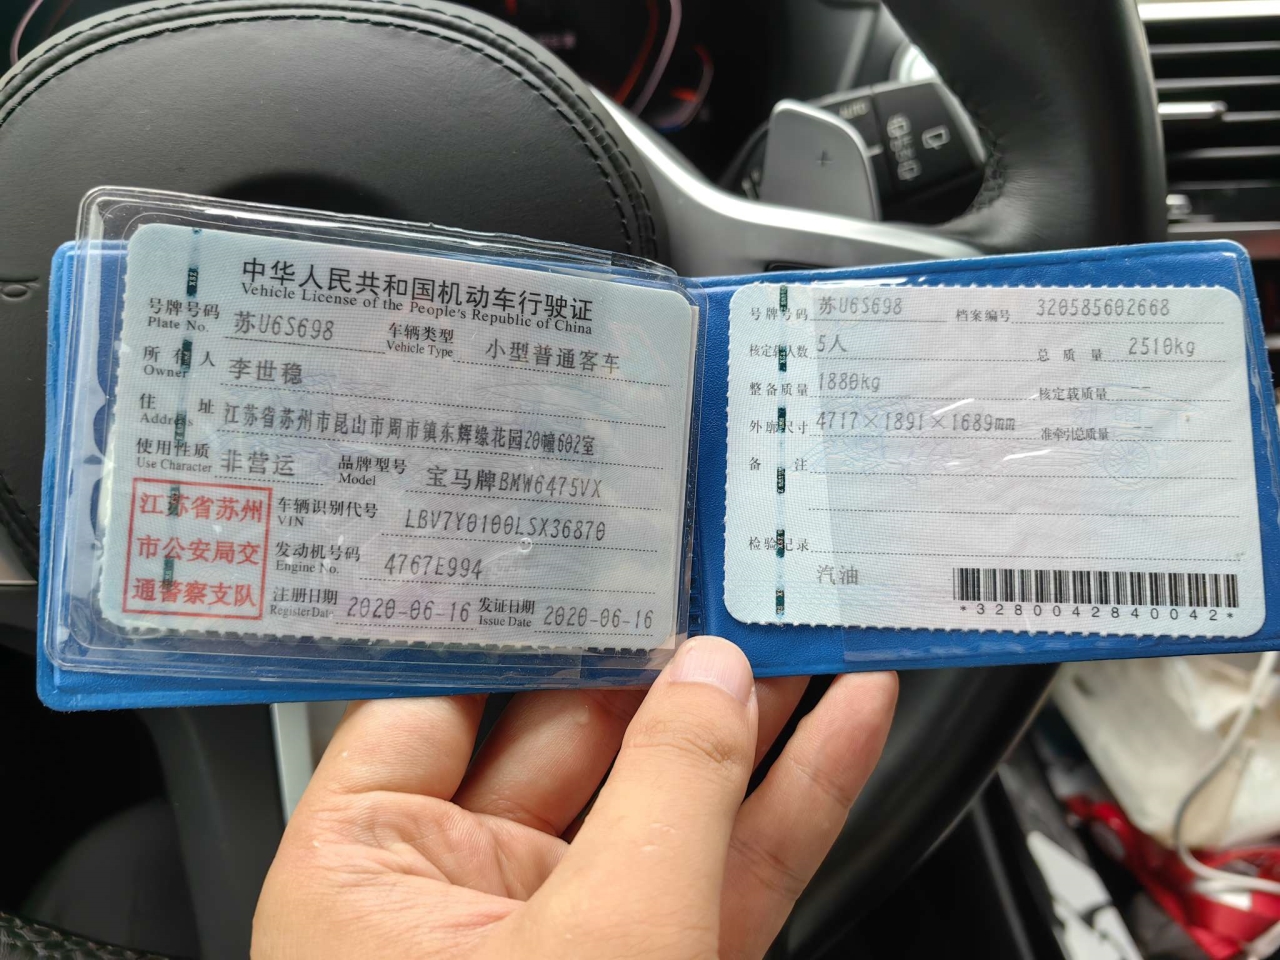 中华人民共和国机动车行驶证
Vehicle License of the People's Republic of China
号牌号码 苏U6S698 车辆类型 小型普通客车
Plate No. Vehicle Type
所有人 李世稳
Owner
住址 江苏省苏州市昆山市周市镇东辉缘花园20幢602室
Address
使用性质 非营运 品牌型号 宝马牌BMW6475VX
Use Character Model
江苏省苏州
市公安局交
通警察支队
车辆识别代号 LBV7Y0100LSX36870
VIN
发动机号码 4767E994
Engine No.
注册日期 2020-06-16 发证日期 2020-06-16
Register Date Issue Date
号牌号码 苏U6S698 档案编号 320585602668
核定载人数 5人 总质量 2510kg
整备质量 1880kg 核定载质量 --
外廓尺寸 4717×1891×1689mm 准牵引总质量 --
备注
检验记录
汽油
*3280042840042*